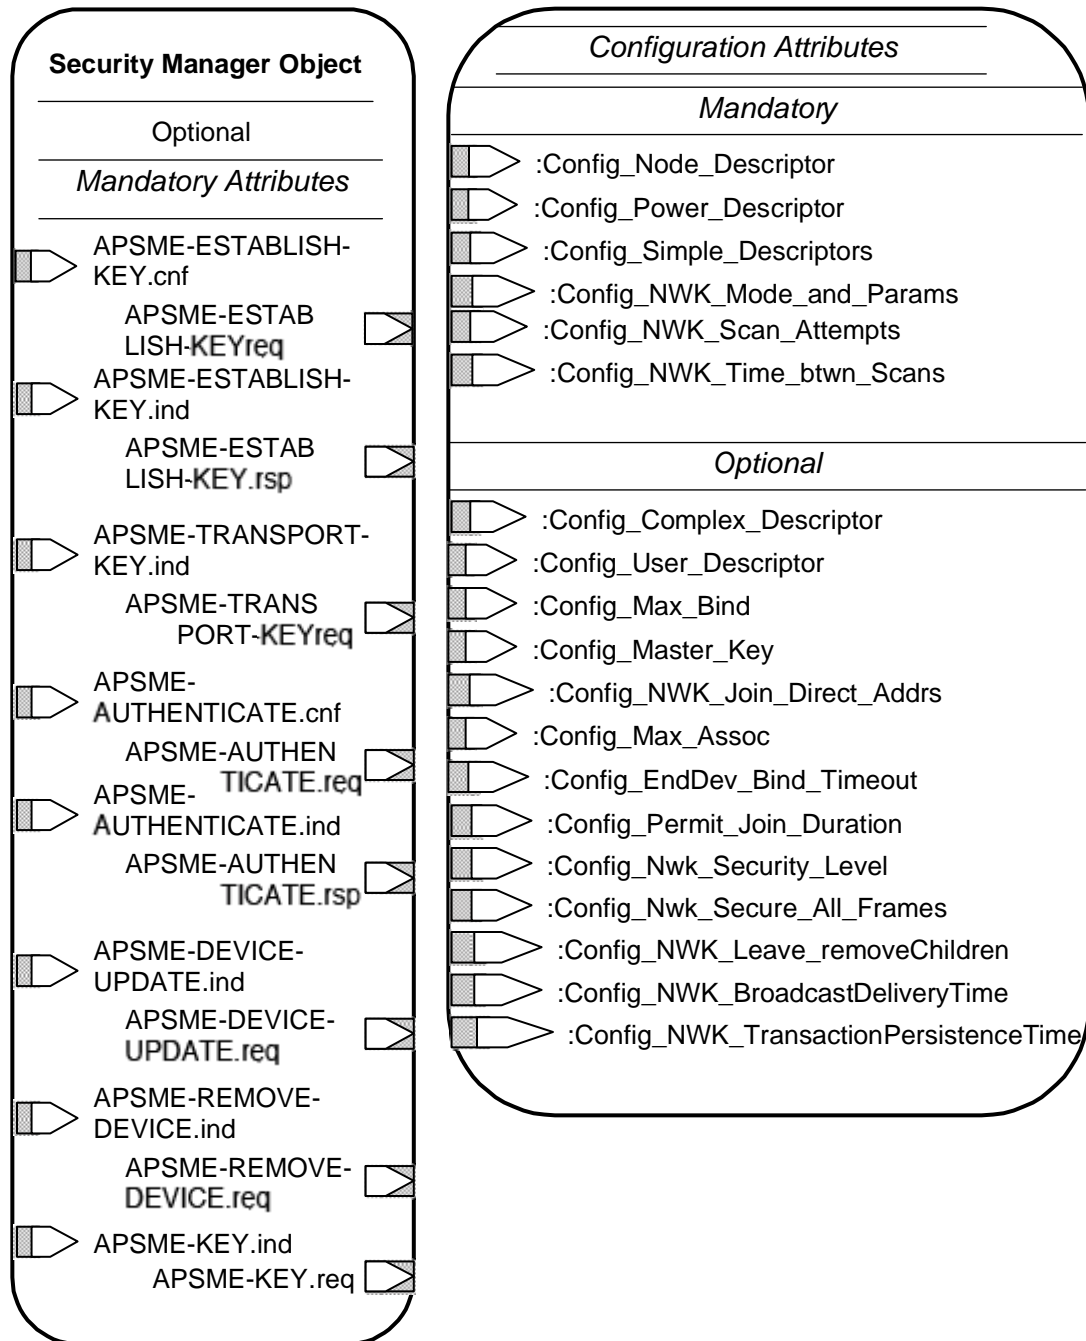 Security Manager Object
Optional
Mandatory Attributes
APSME-ESTABLISH-
KEY.cnf
APSME-ESTAB
LISH-KEYreq
APSME-ESTABLISH-
KEY.ind
APSME-ESTAB
LISH-KEY.rsp
APSME-TRANSPORT-
KEY.ind
APSME-TRANS
PORT-KEYreq
APSME-
AUTHENTICATE.cnf
APSME-AUTHEN
TICATE.req
APSME-
AUTHENTICATE.ind
APSME-AUTHEN
TICATE.rsp
APSME-DEVICE-
UPDATE.ind
APSME-DEVICE-
UPDATE.req
APSME-REMOVE-
DEVICE.ind
APSME-REMOVE-
DEVICE.req
APSME-KEY.ind
APSME-KEY.req
Configuration Attributes
Mandatory
:Config_Node_Descriptor
:Config_Power_Descriptor
:Config_Simple_Descriptors
:Config_NWK_Mode_and_Params
:Config_NWK_Scan_Attempts
:Config_NWK_Time_btwn_Scans
Optional
:Config_Complex_Descriptor
:Config_User_Descriptor
:Config_Max_Bind
:Config_Master_Key
:Config_NWK_Join_Direct_Addrs
:Config_Max_Assoc
:Config_EndDev_Bind_Timeout
:Config_Permit_Join_Duration
:Config_Nwk_Security_Level
:Config_Nwk_Secure_All_Frames
:Config_NWK_Leave_removeChildren
:Config_NWK_BroadcastDeliveryTime
:Config_NWK_TransactionPersistenceTime